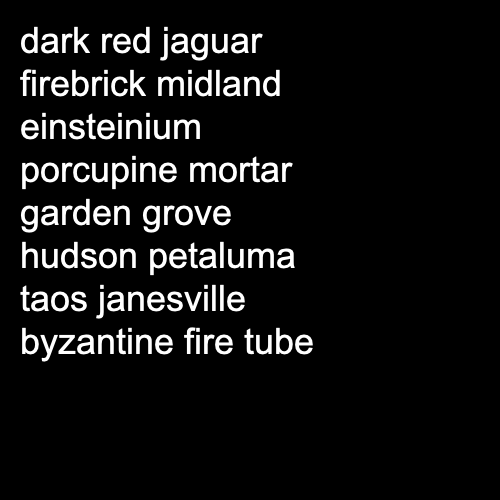 dark red jaguar
firebrick midland
einsteinium
porcupine mortar
garden grove
hudson petaluma
taos janesville
byzantine fire tube